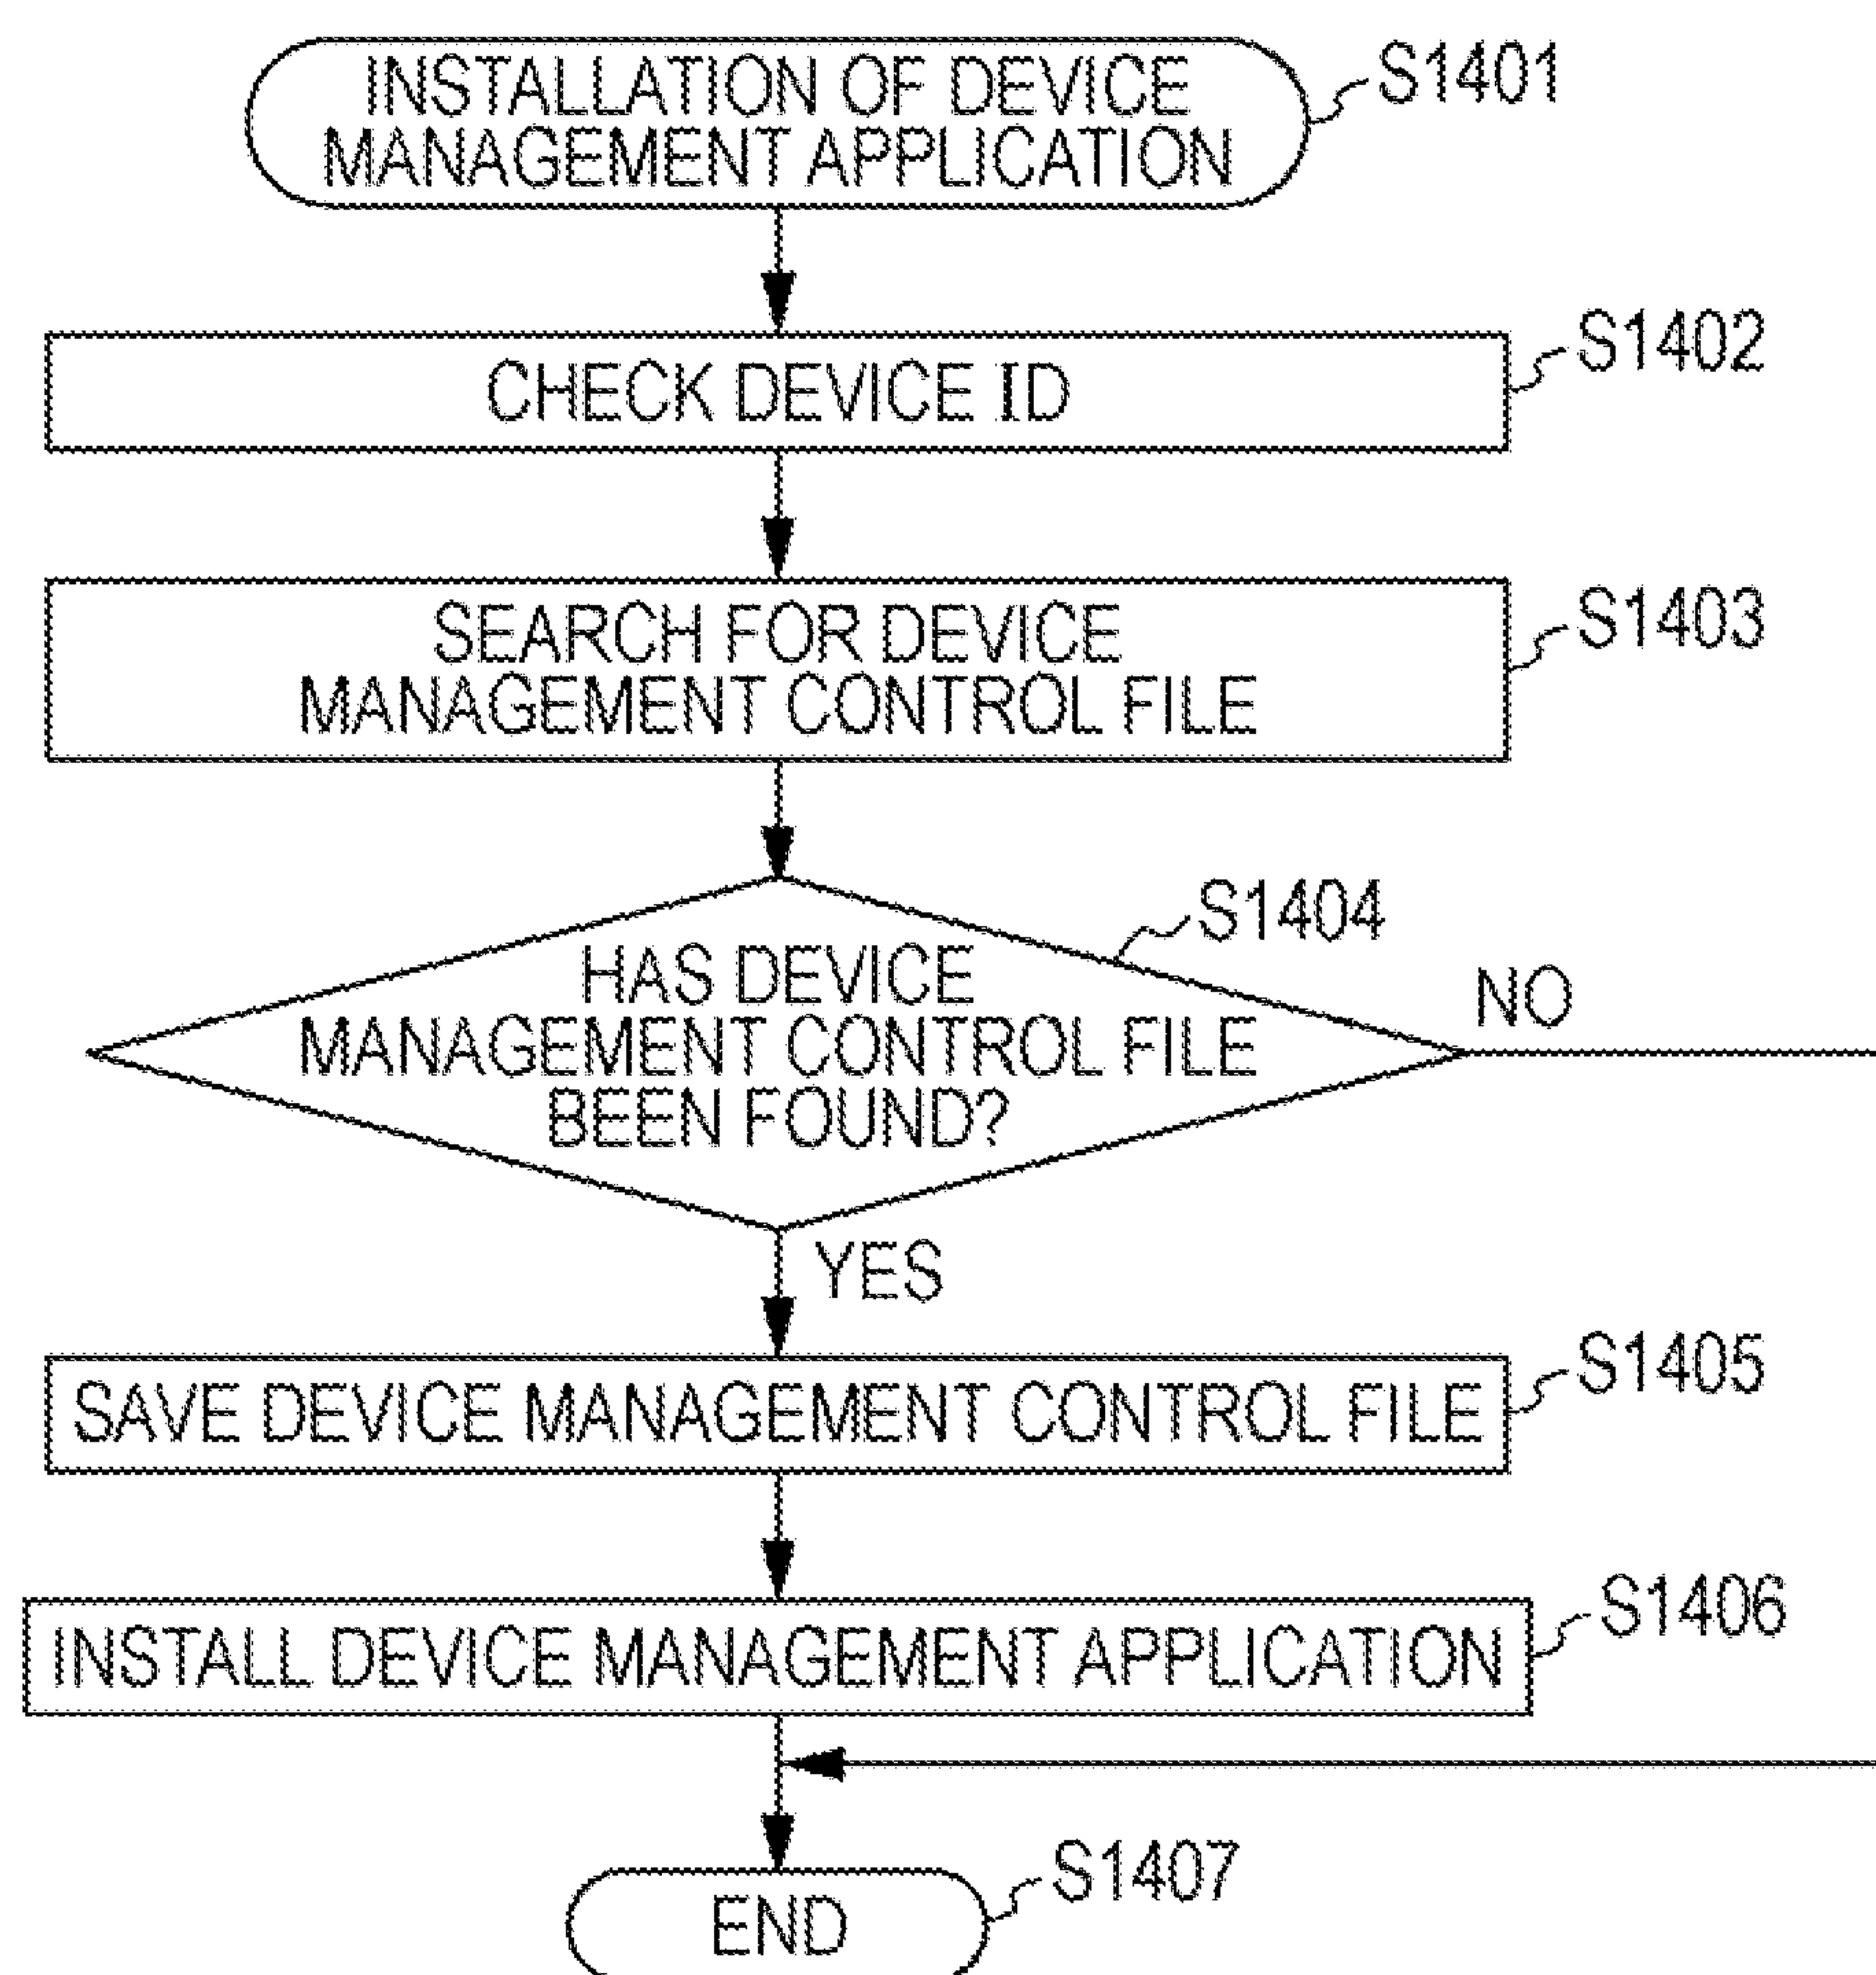 INSTALLATION OF DEVICE
MANAGEMENT APPLICATION
S1401
CHECK DEVICE ID
S1402
SEARCH FOR DEVICE
MANAGEMENT CONTROL FILE
S1403
HAS DEVICE
MANAGEMENT CONTROL FILE
BEEN FOUND?
S1404
NO
YES
SAVE DEVICE MANAGEMENT CONTROL FILE
S1405
INSTALL DEVICE MANAGEMENT APPLICATION
S1406
END
S1407